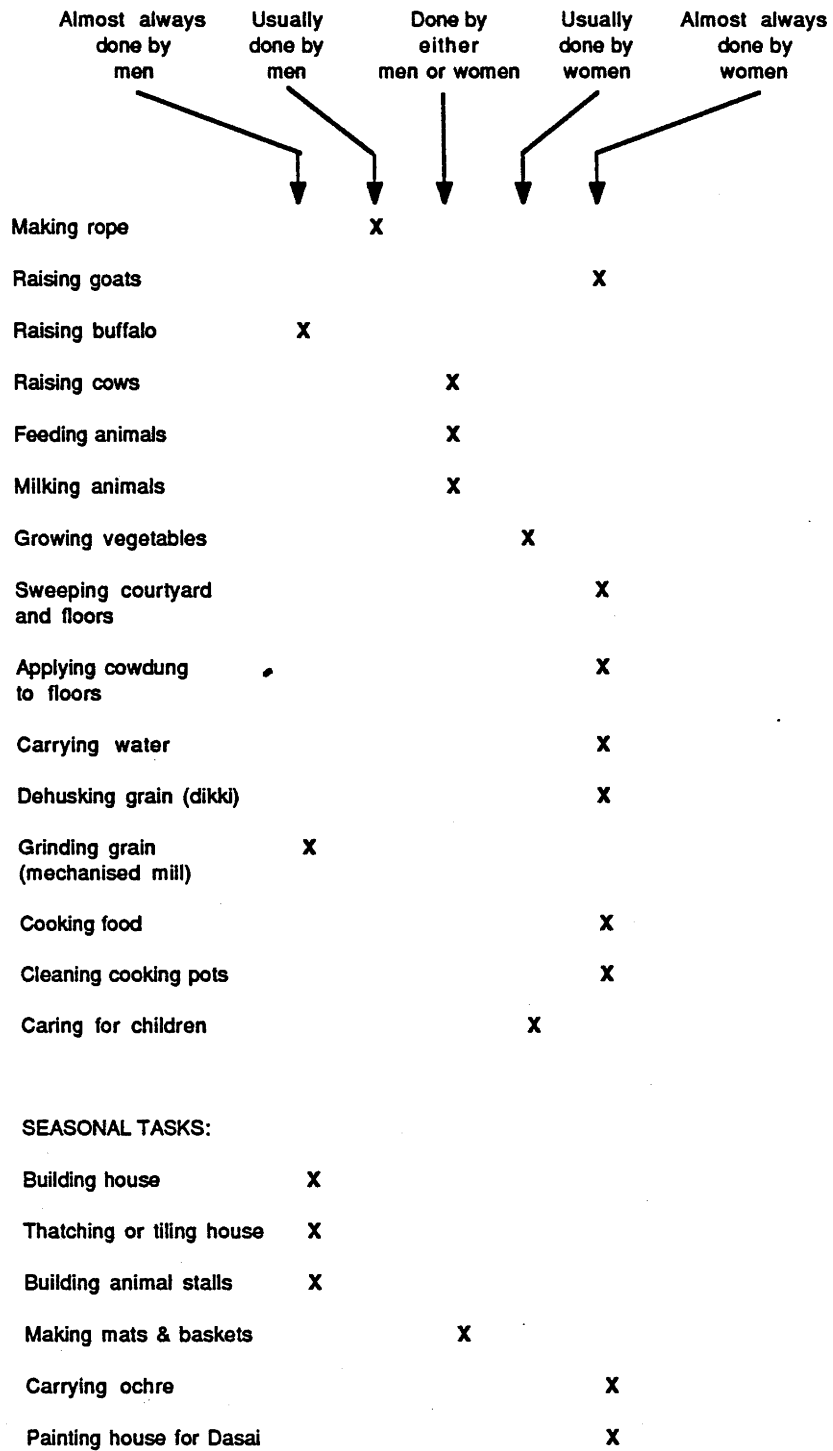 Almost always done by men
Usually done by men
Done by either men or women
Usually done by women
Almost always done by women
Making rope X
Raising goats X
Raising buffalo X
Raising cows X
Feeding animals X
Milking animals X
Growing vegetables X
Sweeping courtyard X
and floors
Applying cowdung X
to floors
Carrying water X
Dehusking grain (dikki) X
Grinding grain X
(mechanised mill)
Cooking food X
Cleaning cooking pots X
Caring for children X
SEASONAL TASKS:
Building house X
Thatching or tiling house X
Building animal stalls X
Making mats & baskets X
Carrying ochre X
Painting house for Dasai X